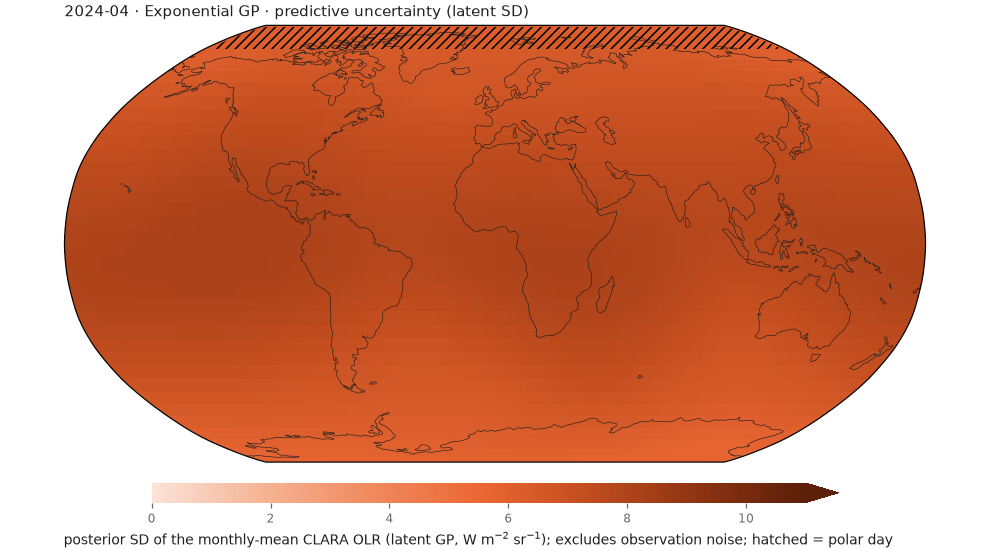 2024-04 · Exponential GP · predictive uncertainty (latent SD)
0 2 4 6 8 10
posterior SD of the monthly-mean CLARA OLR (latent GP, W m⁻² sr⁻¹); excludes observation noise; hatched = polar day